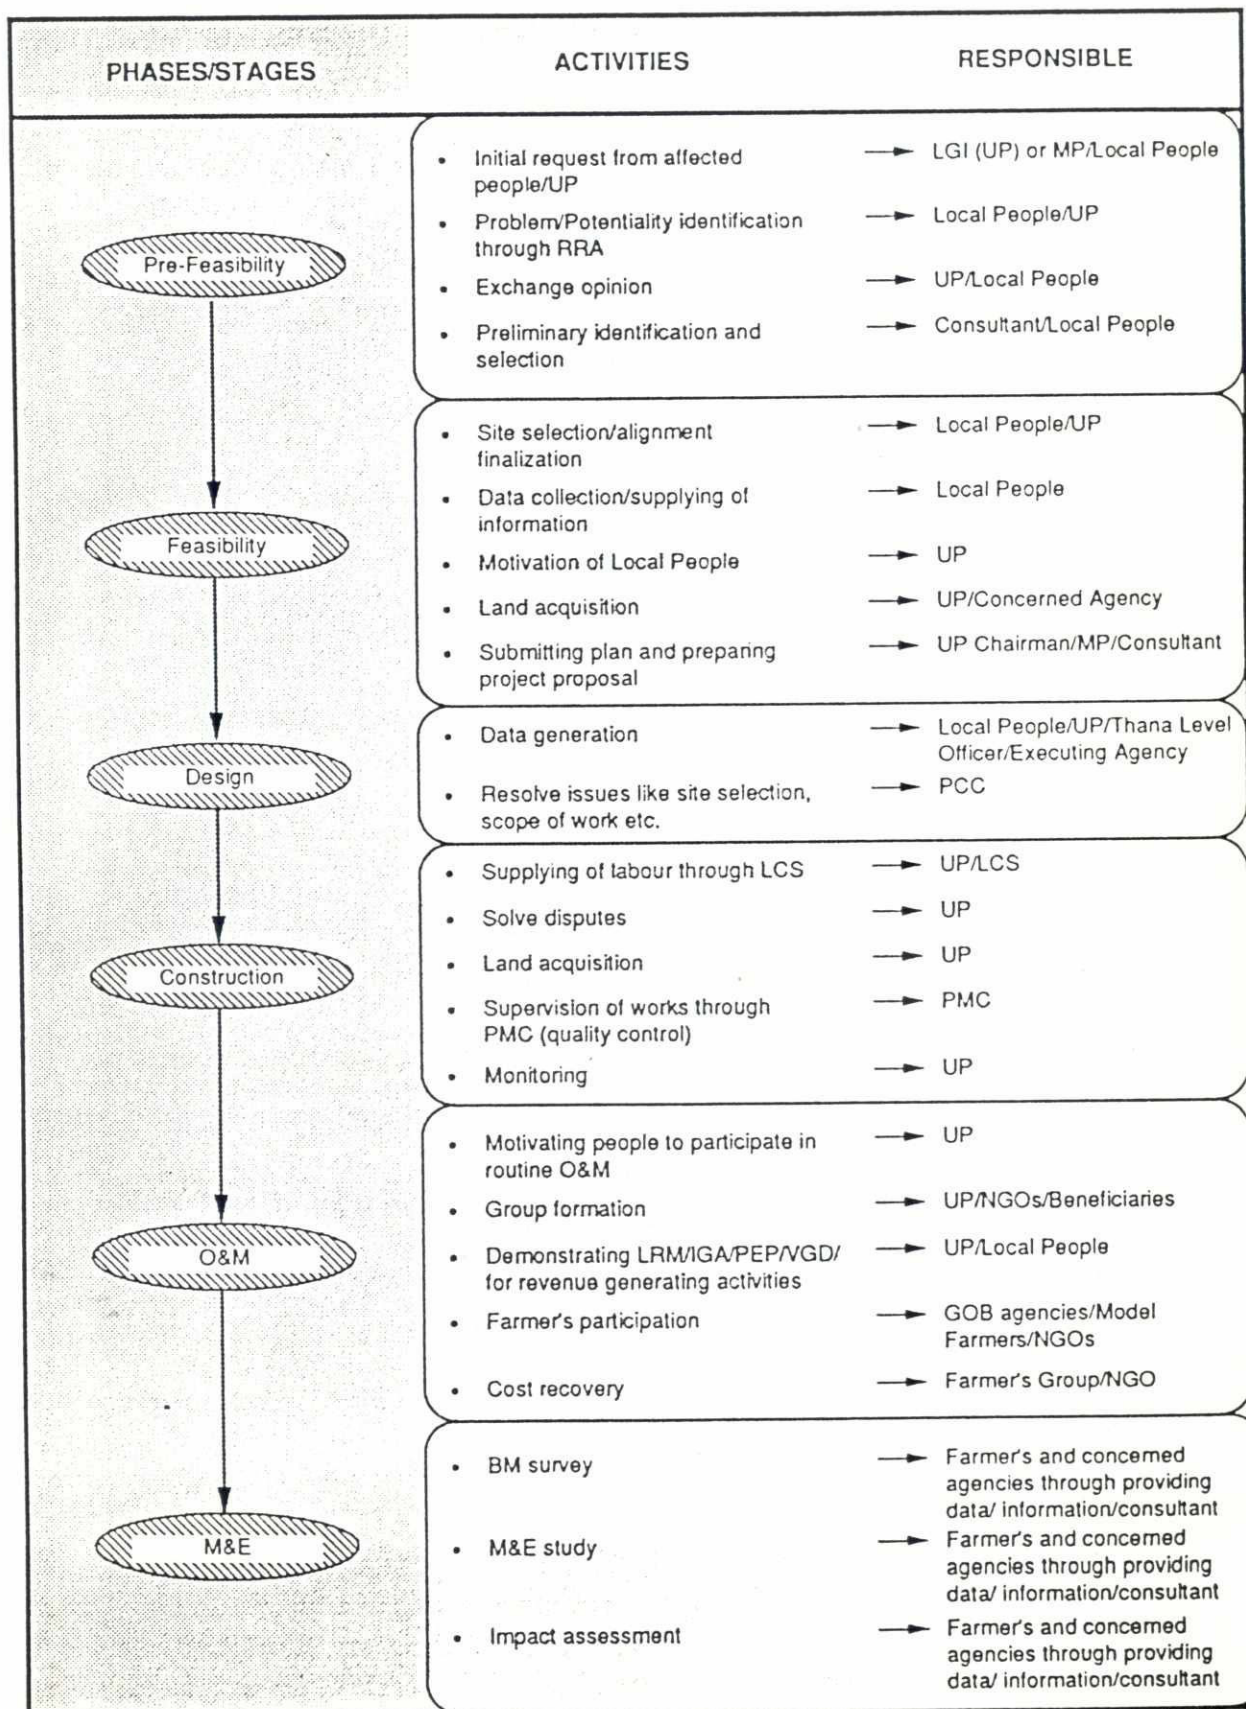 PHASES/STAGES ACTIVITIES RESPONSIBLE
Pre-Feasibility
• Initial request from affected LGI (UP) or MP/Local People
people/UP
• Problem/Potentiality identification Local People/UP
through RRA
• Exchange opinion UP/Local People
• Preliminary identification and Consultant/Local People
selection
Feasibility
• Site selection/alignment Local People/UP
finalization
• Data collection/supplying of Local People
information
• Motivation of Local People UP
• Land acquisition UP/Concerned Agency
• Submitting plan and preparing UP Chairman/MP/Consultant
project proposal
Design
• Data generation Local People/UP/Thana Level
Officer/Executing Agency
• Resolve issues like site selection, PCC
scope of work etc.
Construction
• Supplying of labour through LCS UP/LCS
• Solve disputes UP
• Land acquisition UP
• Supervision of works through PMC
PMC (quality control)
• Monitoring UP
O&M
• Motivating people to participate in UP
routine O&M
• Group formation UP/NGOs/Beneficiaries
• Demonstrating LRM/IGA/PEP/VGD/ UP/Local People
for revenue generating activities
• Farmer's participation GOB agencies/Model
Farmers/NGOs
• Cost recovery Farmer's Group/NGO
M&E
• BM survey Farmer's and concerned
agencies through providing
data/ information/consultant
• M&E study Farmer's and concerned
agencies through providing
data/ information/consultant
• Impact assessment Farmer's and concerned
agencies through providing
data/ information/consultant